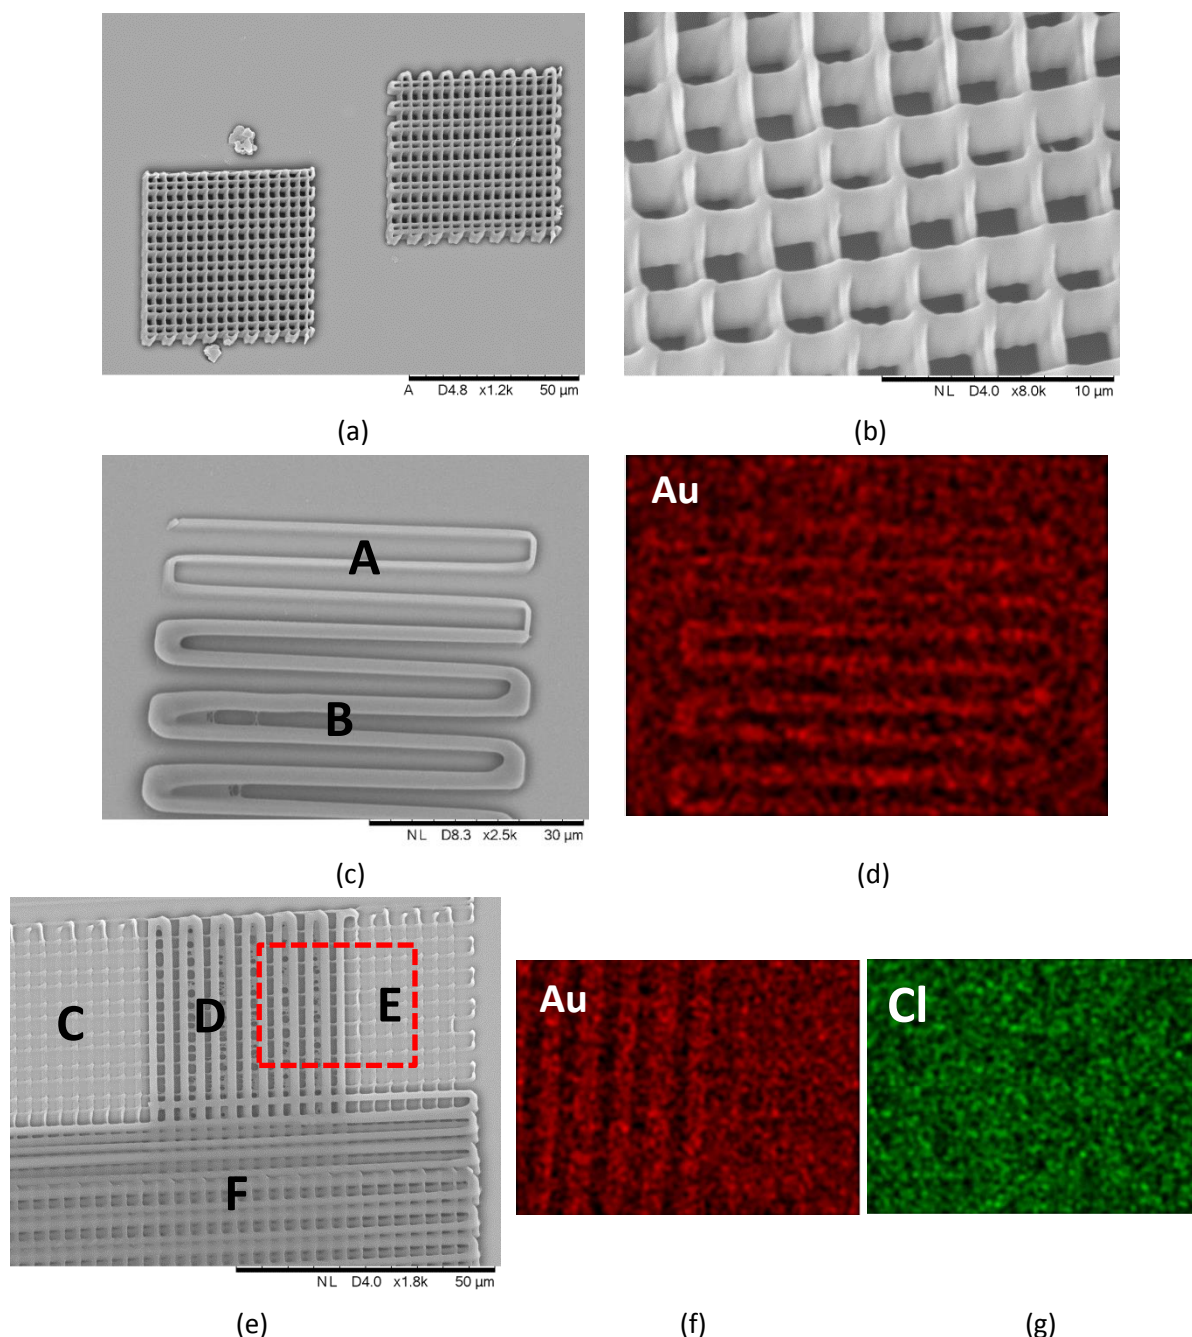 A D4.8 x1.2k 50 µm
NL D4.0 x8.0k 10 µm
(a)
(b)
A
B
NL D8.3 x2.5k 30 µm
Au
(c)
(d)
C
D
E
F
NL D4.0 x1.8k 50 µm
Au
Cl
(e)
(f)
(g)